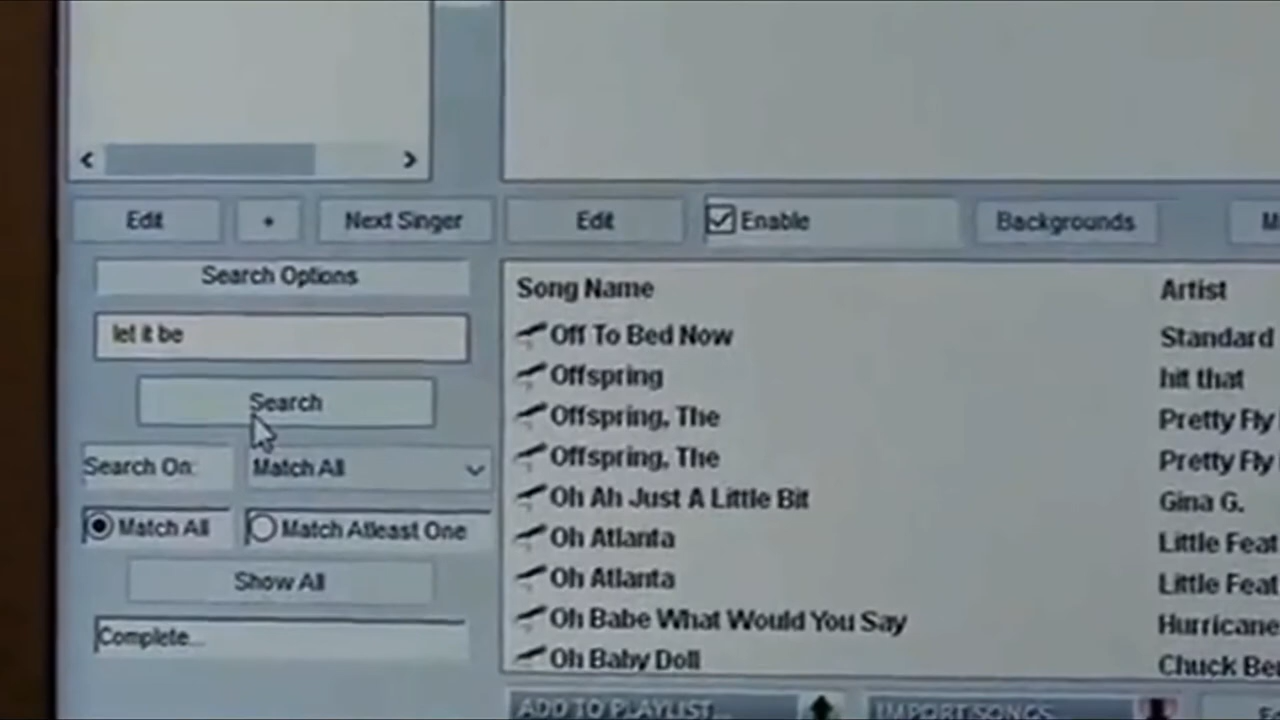 Edit + Next Singer Edit Enable Backgrounds
Search Options
let it be
Search
Search On: Match All
Match All Match Atleast One
Show All
Complete...
Song Name Artist
Off To Bed Now Standard
Offspring hit that
Offspring, The Pretty Fly
Offspring, The Pretty Fly
Oh Ah Just A Little Bit Gina G.
Oh Atlanta Little Feat
Oh Atlanta Little Feat
Oh Babe What Would You Say Hurricane
Oh Baby Doll Chuck
ADD TO PLAYLIST... IMPORT SONGS...